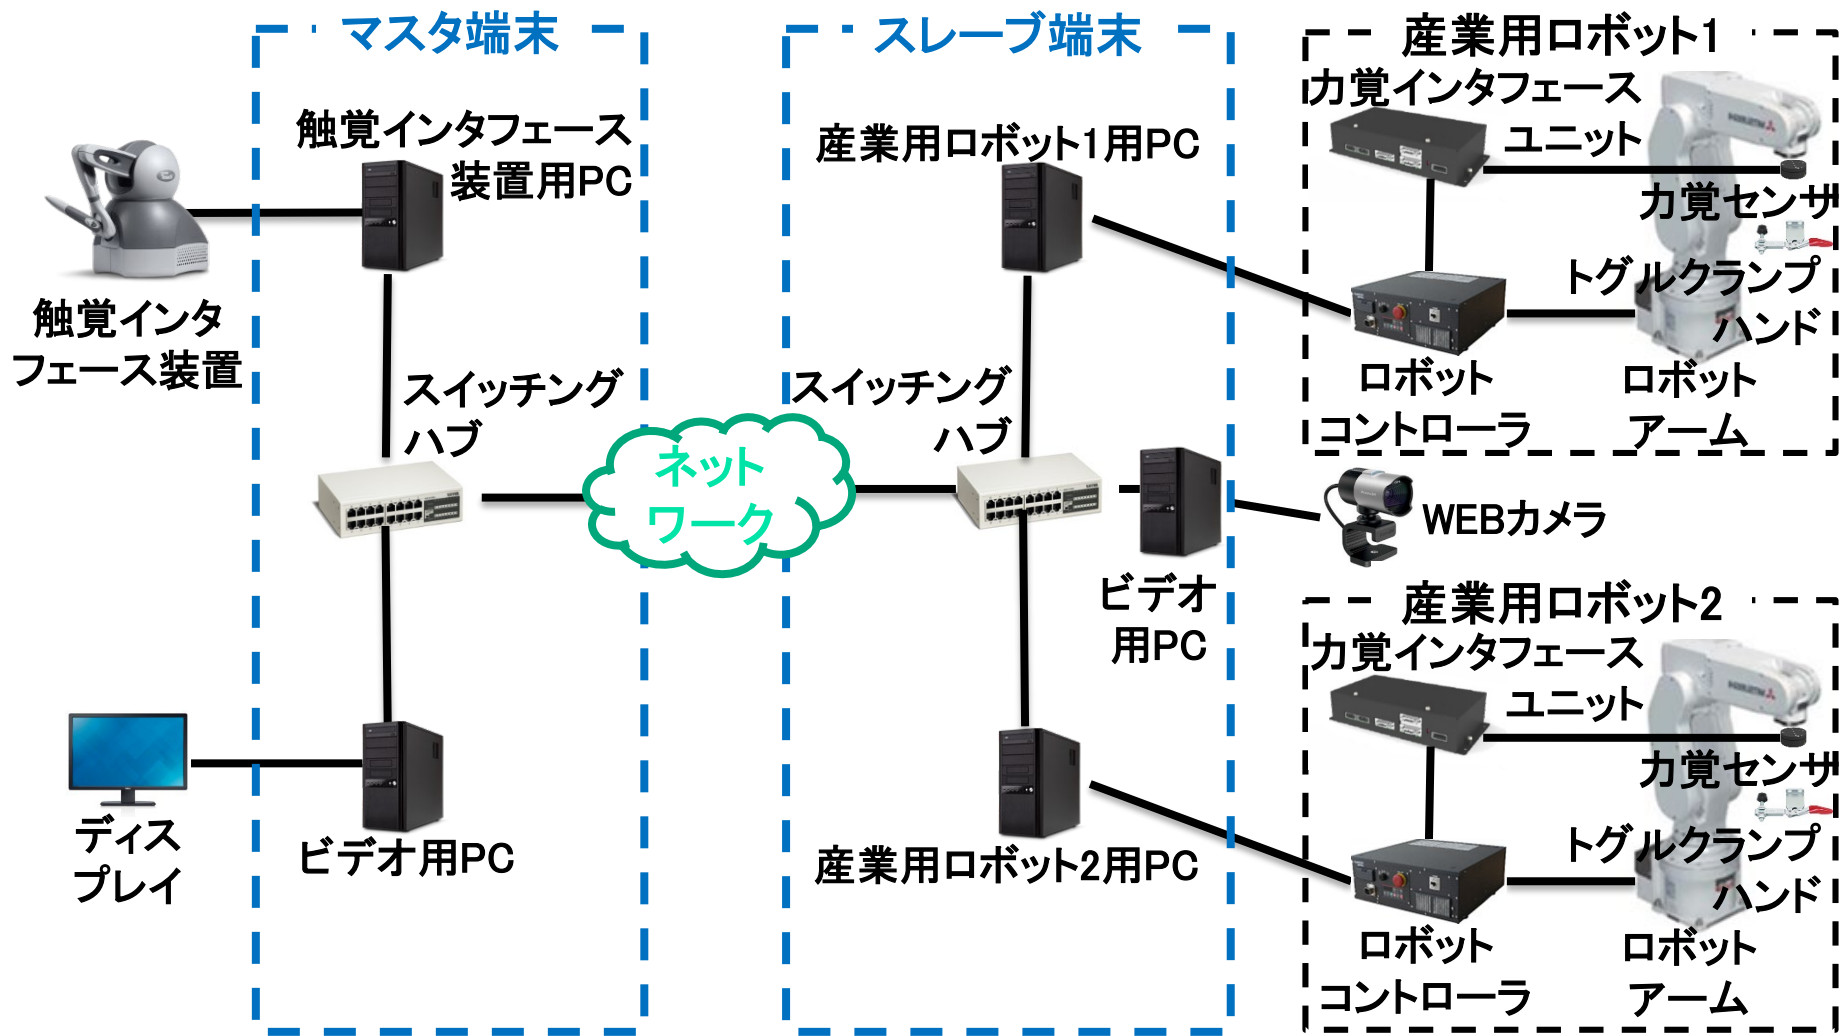 マスタ端末
触覚インタフェース
装置用PC
触覚インタ
フェース装置
スイッチング
ハブ
ディス
プレイ
ビデオ用PC
ネット
ワーク
スレーブ端末
産業用ロボット1用PC
スイッチング
ハブ
ビデオ
用PC
産業用ロボット2用PC
産業用ロボット1
力覚インタフェース
ユニット
力覚センサ
トグルクランプ
ハンド
ロボット
コントローラ
ロボット
アーム
WEBカメラ
産業用ロボット2
力覚インタフェース
ユニット
力覚センサ
トグルクランプ
ハンド
ロボット
コントローラ
ロボット
アーム